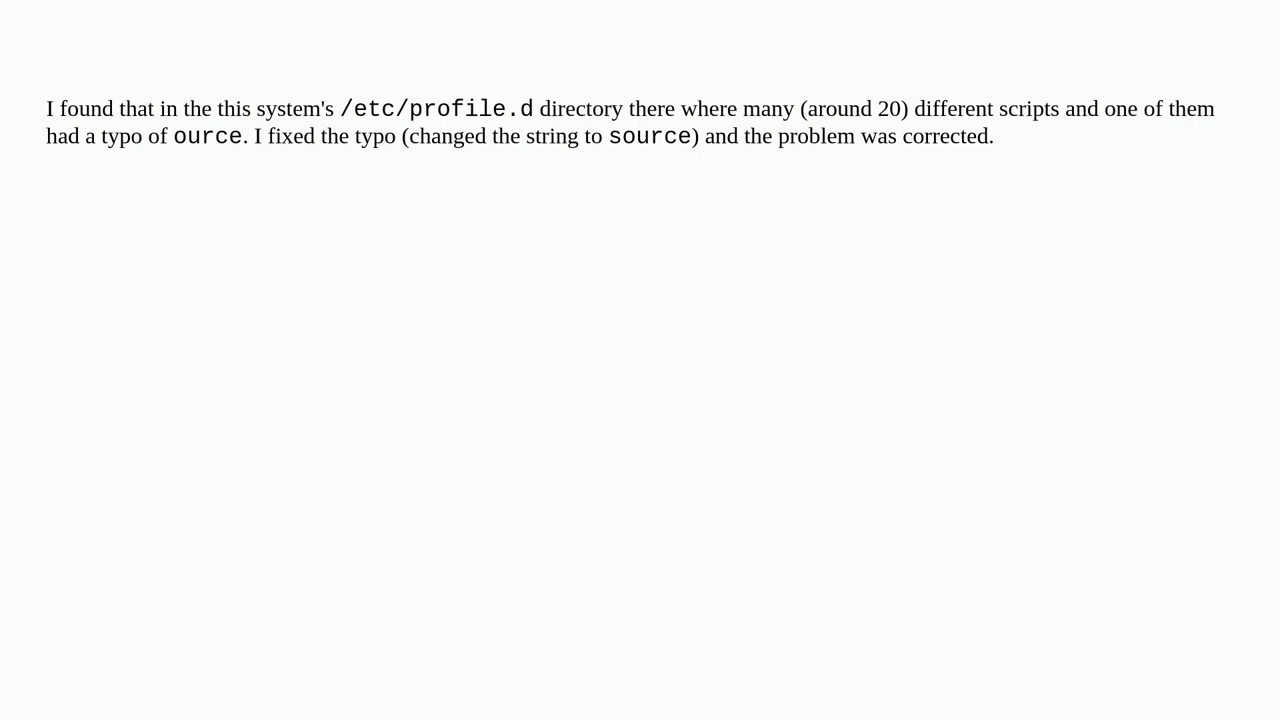 I found that in the this system's /etc/profile.d directory there where many (around 20) different scripts and one of them
had a typo of ource. I fixed the typo (changed the string to source) and the problem was corrected.